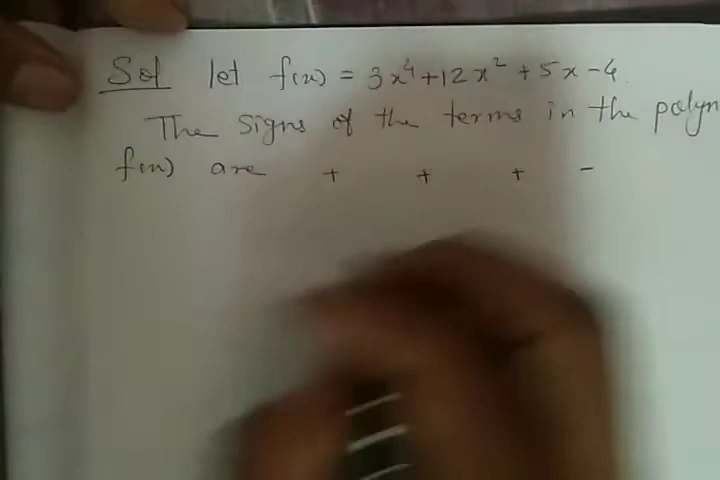 Sol let f(x) = 3x⁴+12x²+5x-4
The signs of the terms in the polyn
f(x) are + + + -